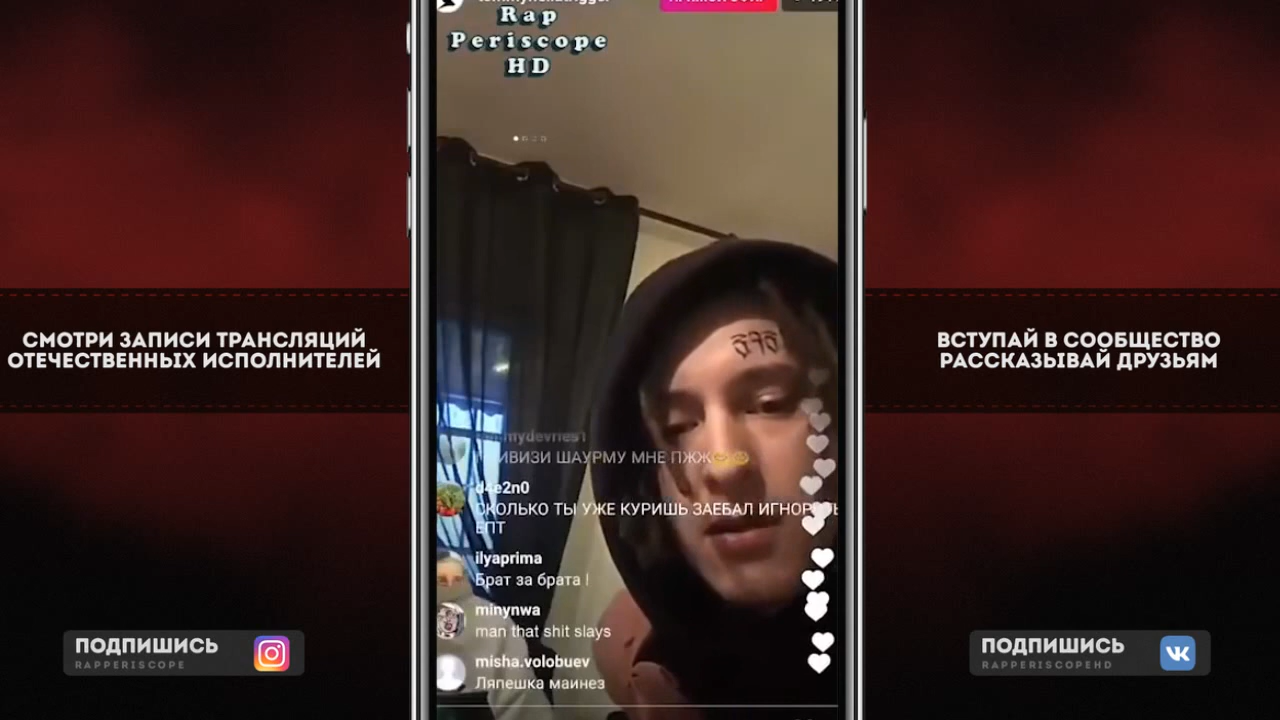 Rap
Periscope
HD
СМОТРИ ЗАПИСИ ТРАНСЛЯЦИЙ
ОТЕЧЕСТВЕННЫХ ИСПОЛНИТЕЛЕЙ
ВСТУПАЙ В СООБЩЕСТВО
РАССКАЗЫВАЙ ДРУЗЬЯМ
ШАУРМУ МНЕ ПЖЖ
d4e2n0
СКОЛЬКО ТЫ УЖЕ КУРИШЬ ЗАЕБАЛ
ЕПТ
ilyaprima
Брат за брата !
minynwa
man that shit slays
misha.volobuev
Ляпешка маинез
ПОДПИШИСЬ
RAPPERISCOPE
ПОДПИШИСЬ
RAPPERISCOPEHD